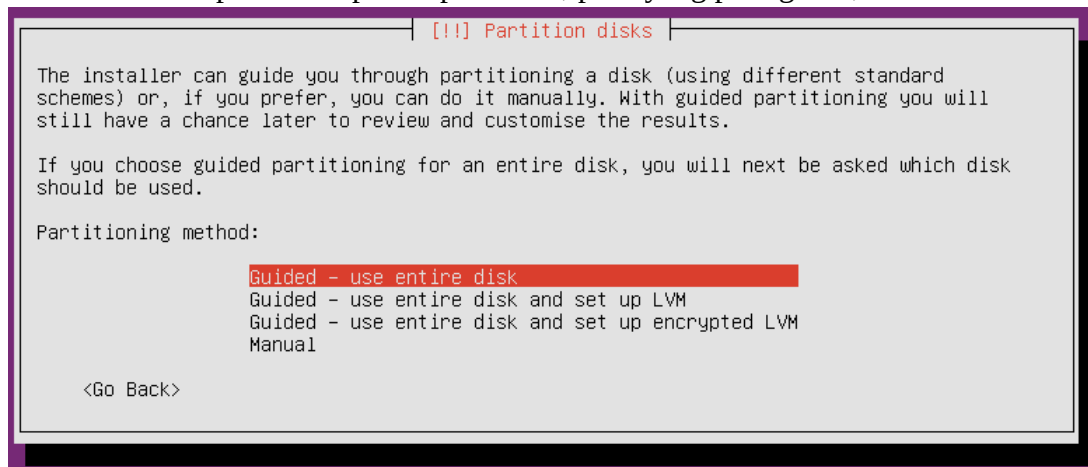 [!!] Partition disks
The installer can guide you through partitioning a disk (using different standard
schemes) or, if you prefer, you can do it manually. With guided partitioning you will
still have a chance later to review and customise the results.
If you choose guided partitioning for an entire disk, you will next be asked which disk
should be used.
Partitioning method:
Guided – use entire disk
Guided – use entire disk and set up LVM
Guided – use entire disk and set up encrypted LVM
Manual
<Go Back>